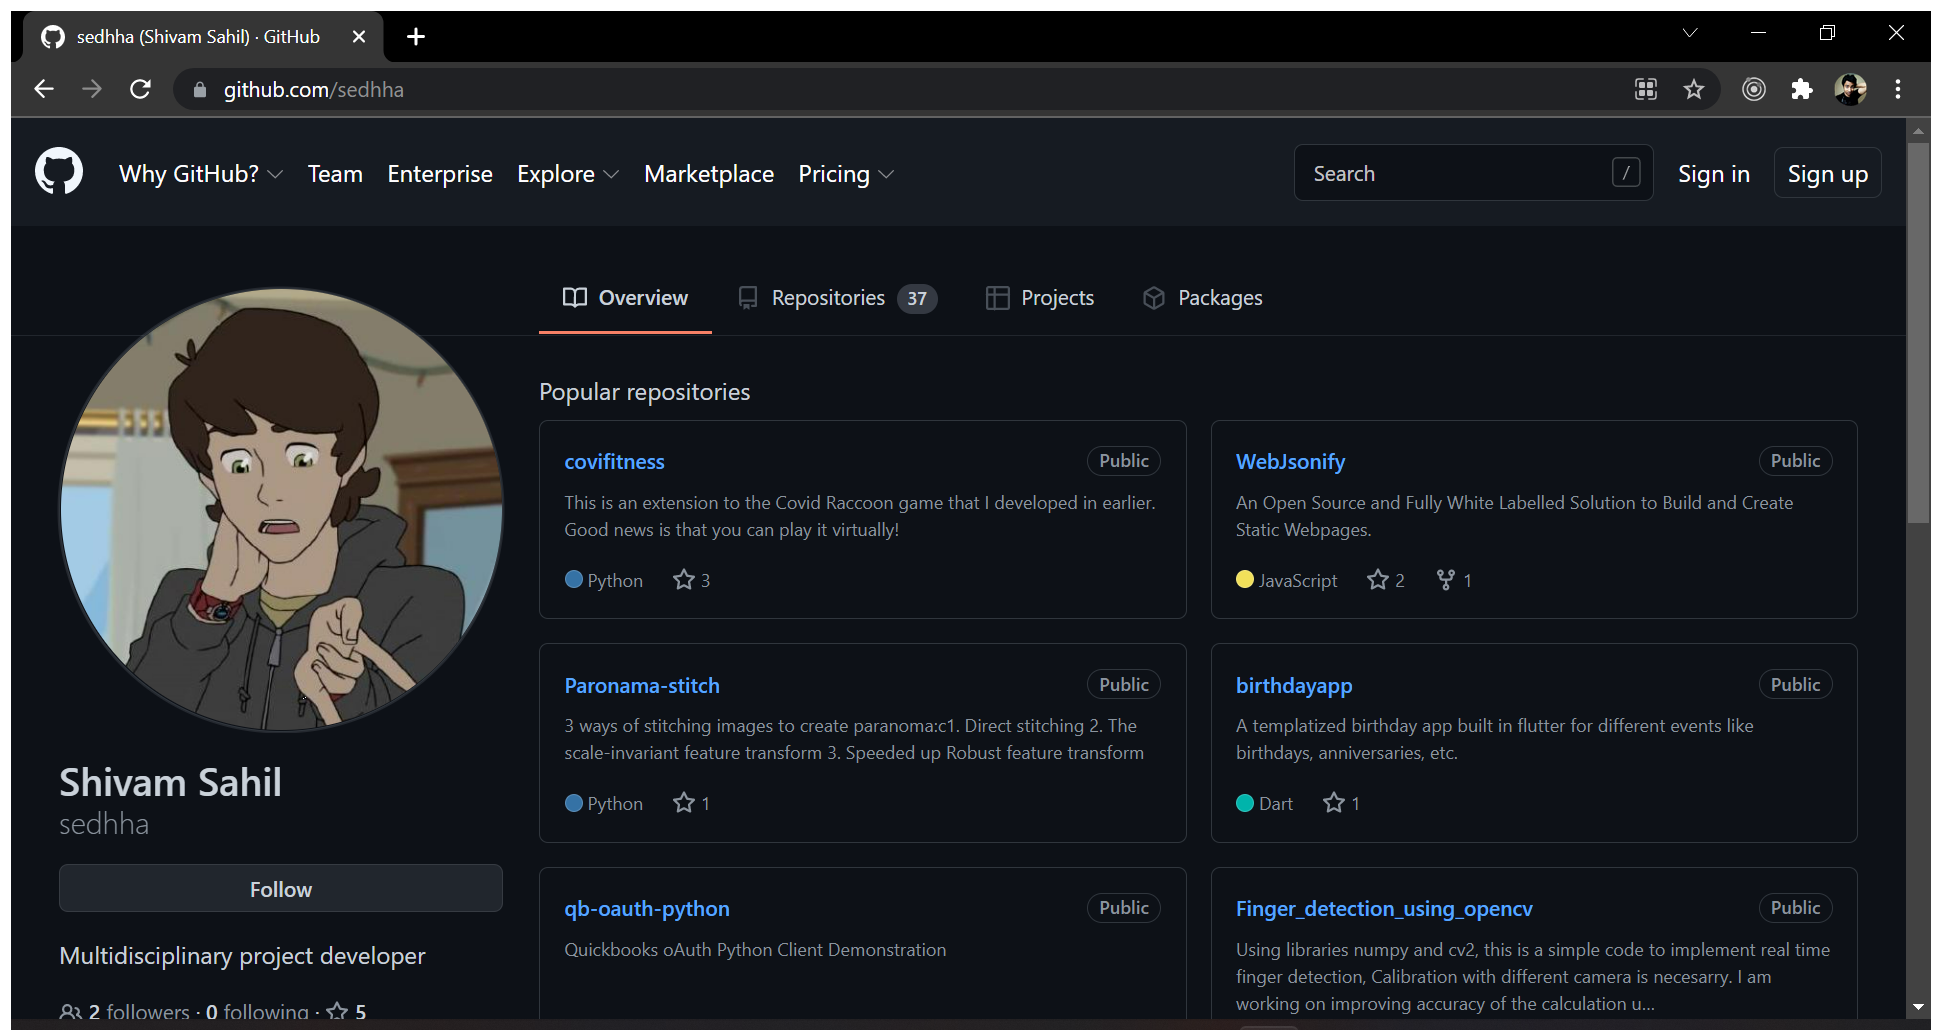 sedhha (Shivam Sahil) · GitHub
github.com/sedhha
Why GitHub? Team Enterprise Explore Marketplace Pricing Search / Sign in Sign up
Overview Repositories 37 Projects Packages
Shivam Sahil
sedhha
Follow
Multidisciplinary project developer
2 followers · 0 following · 5
Popular repositories
covifitness Public
This is an extension to the Covid Raccoon game that I developed in earlier.
Good news is that you can play it virtually!
Python 3
WebJsonify Public
An Open Source and Fully White Labelled Solution to Build and Create
Static Webpages.
JavaScript 2 1
Paronama-stitch Public
3 ways of stitching images to create paranoma:c1. Direct stitching 2. The
scale-invariant feature transform 3. Speeded up Robust feature transform
Python 1
birthdayapp Public
A templatized birthday app built in flutter for different events like
birthdays, anniversaries, etc.
Dart 1
qb-oauth-python Public
Quickbooks oAuth Python Client Demonstration
Finger_detection_using_opencv Public
Using libraries numpy and cv2, this is a simple code to implement real time
finger detection, Calibration with different camera is necesarry. I am
working on improving accuracy of the calculation u...